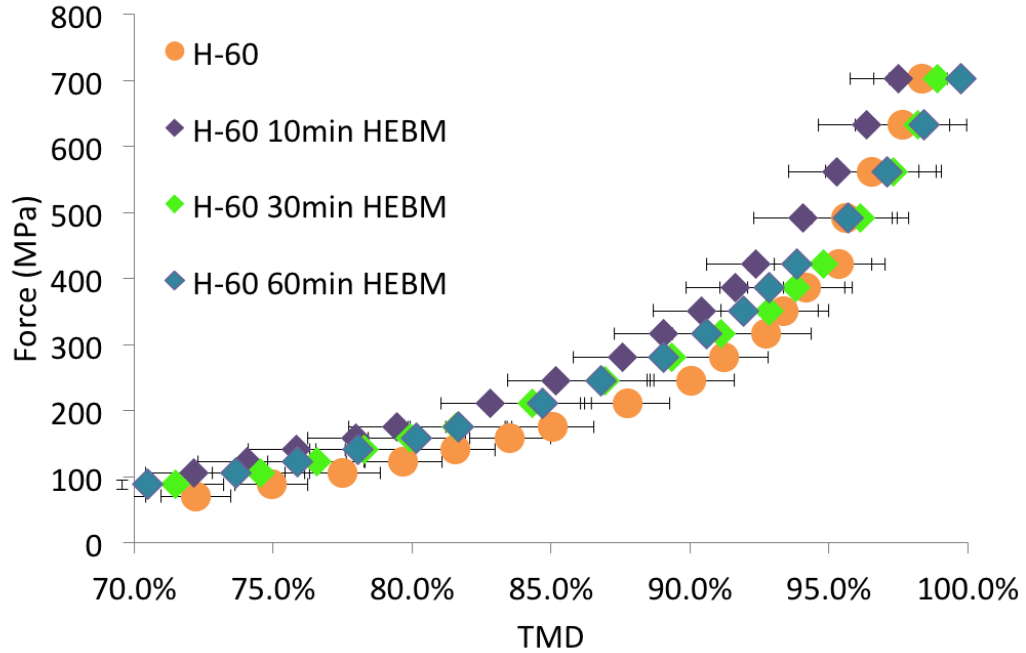 800
700
600
500
400
300
200
100
0
Force (MPa)
H-60
H-60 10min HEBM
H-60 30min HEBM
H-60 60min HEBM
70.0% 75.0% 80.0% 85.0% 90.0% 95.0% 100.0%
TMD